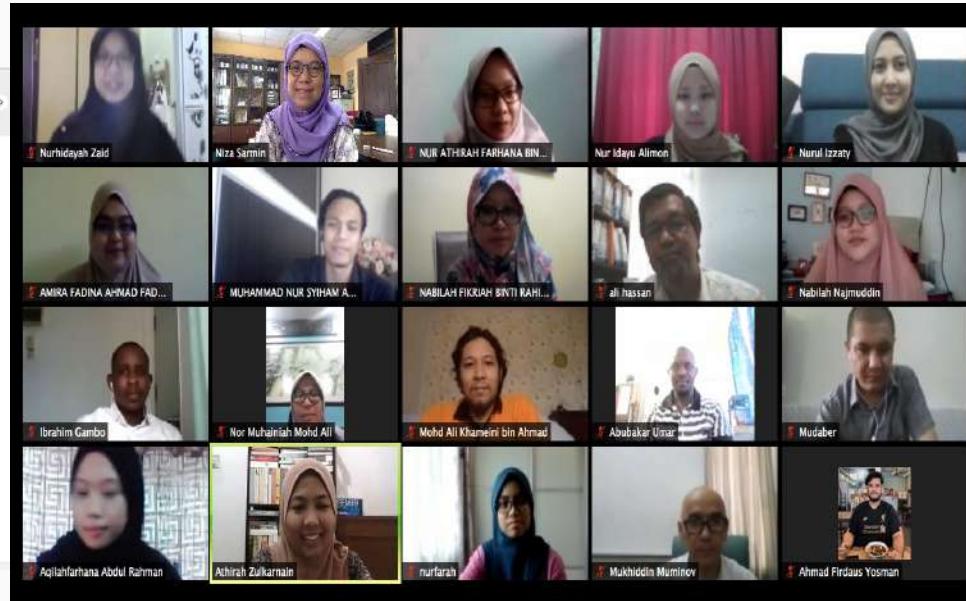 Nurhidayah Zaid
Niza Sarmin
NUR ATHIRAH FARHANA BIN...
Nur Idayu Alimon
Nurul Izzaty
AMIRA FADINA AHMAD FAD...
MUHAMMAD NUR SYIHAM A...
NABILAH FIKRIAH BINTI RAHI...
ali hassan
Nabilah Najmuddin
Ibrahim Gambo
Nor Muhainiah Mohd Ali
Mohd Ali Khameini bin Ahmad
Abubakar Umar
Mudaber
Aqilahfarhana Abdul Rahman
Athirah Zulkarnain
nurfarah
Mukhiddin Muminov
Ahmad Firdaus Yosman